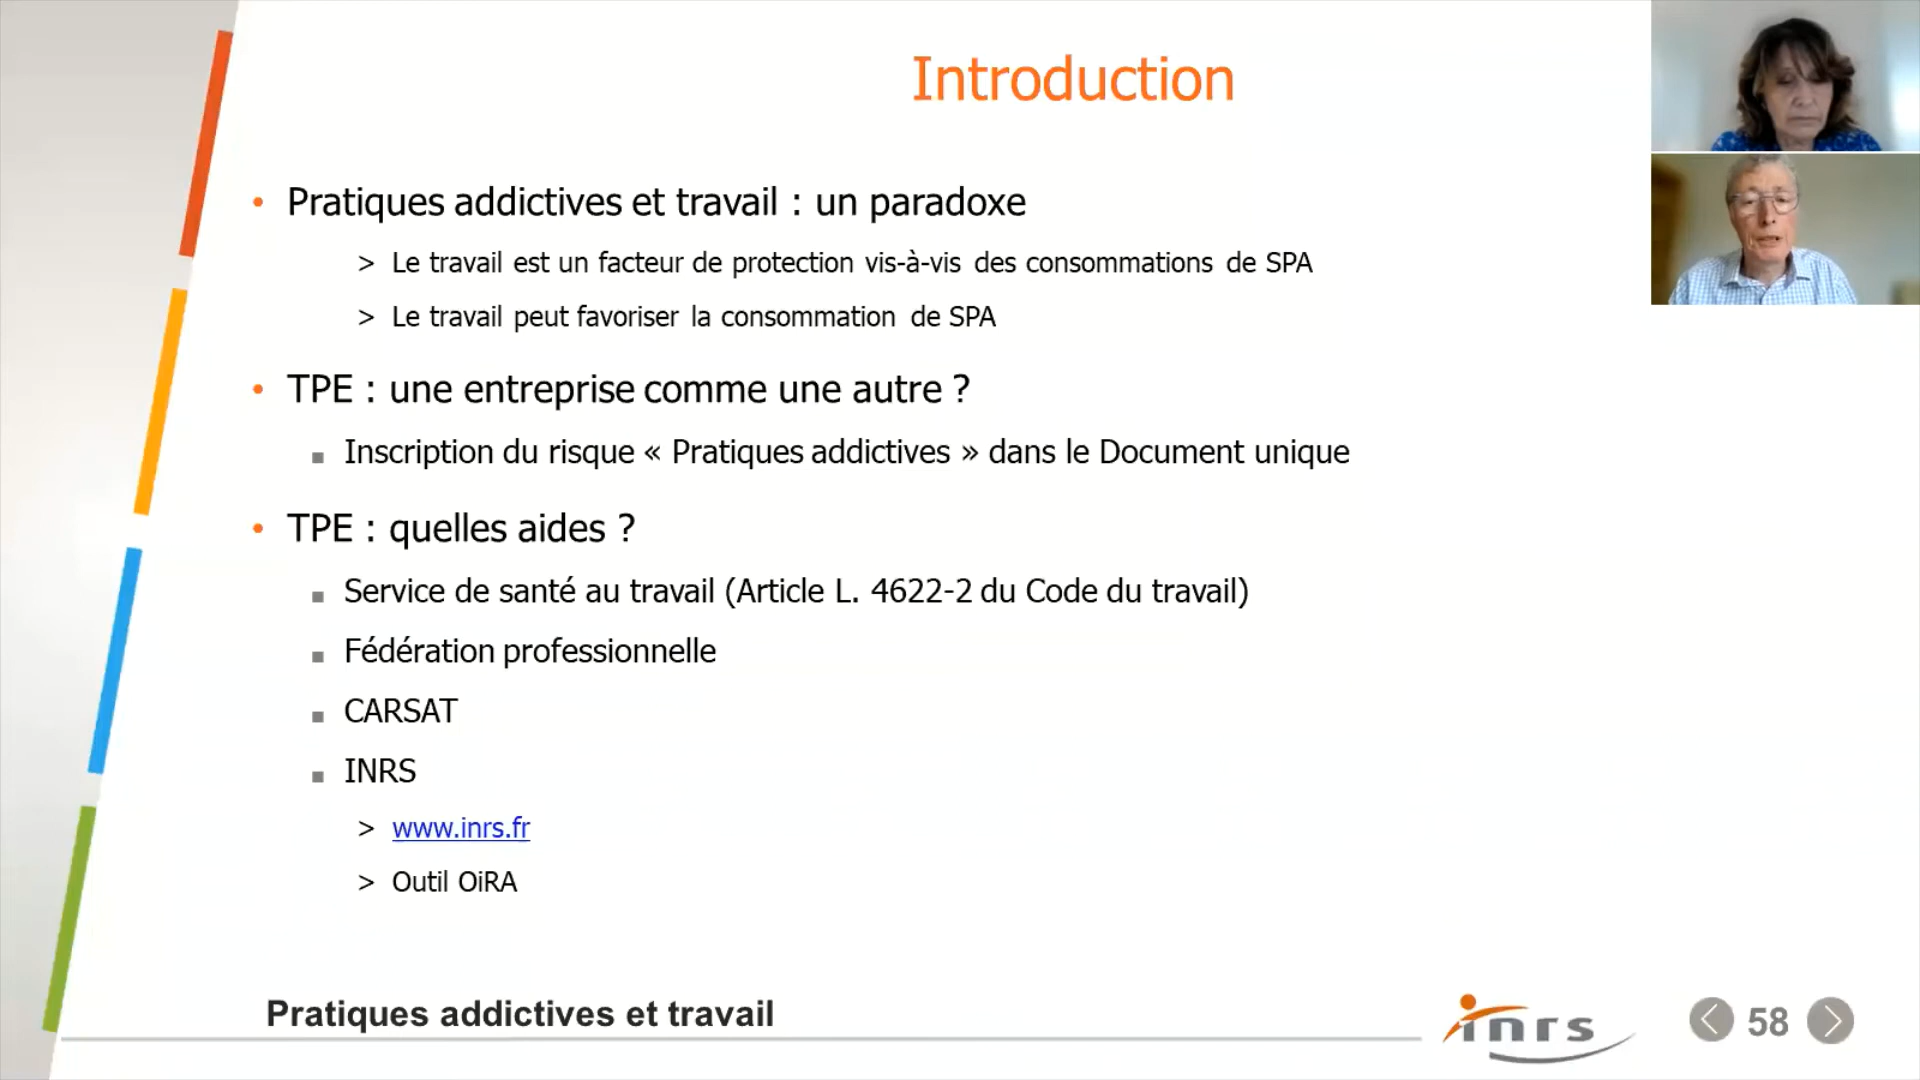 Introduction
• Pratiques addictives et travail : un paradoxe
> Le travail est un facteur de protection vis-à-vis des consommations de SPA
> Le travail peut favoriser la consommation de SPA
• TPE : une entreprise comme une autre ?
▪ Inscription du risque « Pratiques addictives » dans le Document unique
• TPE : quelles aides ?
▪ Service de santé au travail (Article L. 4622-2 du Code du travail)
▪ Fédération professionnelle
▪ CARSAT
▪ INRS
> www.inrs.fr
> Outil OiRA
Pratiques addictives et travail
inrs
58